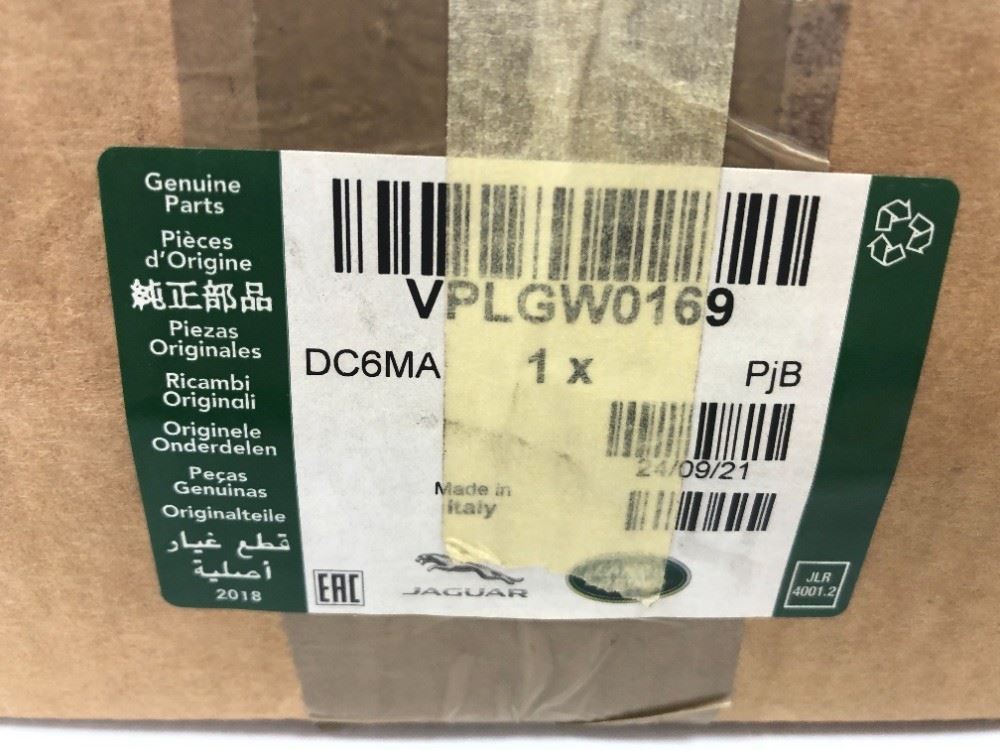 Genuine
Parts
Pièces
d'Origine
純正部品
Piezas
Originales
Ricambi
Originali
Originele
Onderdelen
Peças
Genuinas
Originalteile
قطع غيار
أصلية
2018
VPLGW0169
DC6MA
1 x
PjB
24/09/21
Made in
Italy
EAC
JAGUAR
JLR
4001.2